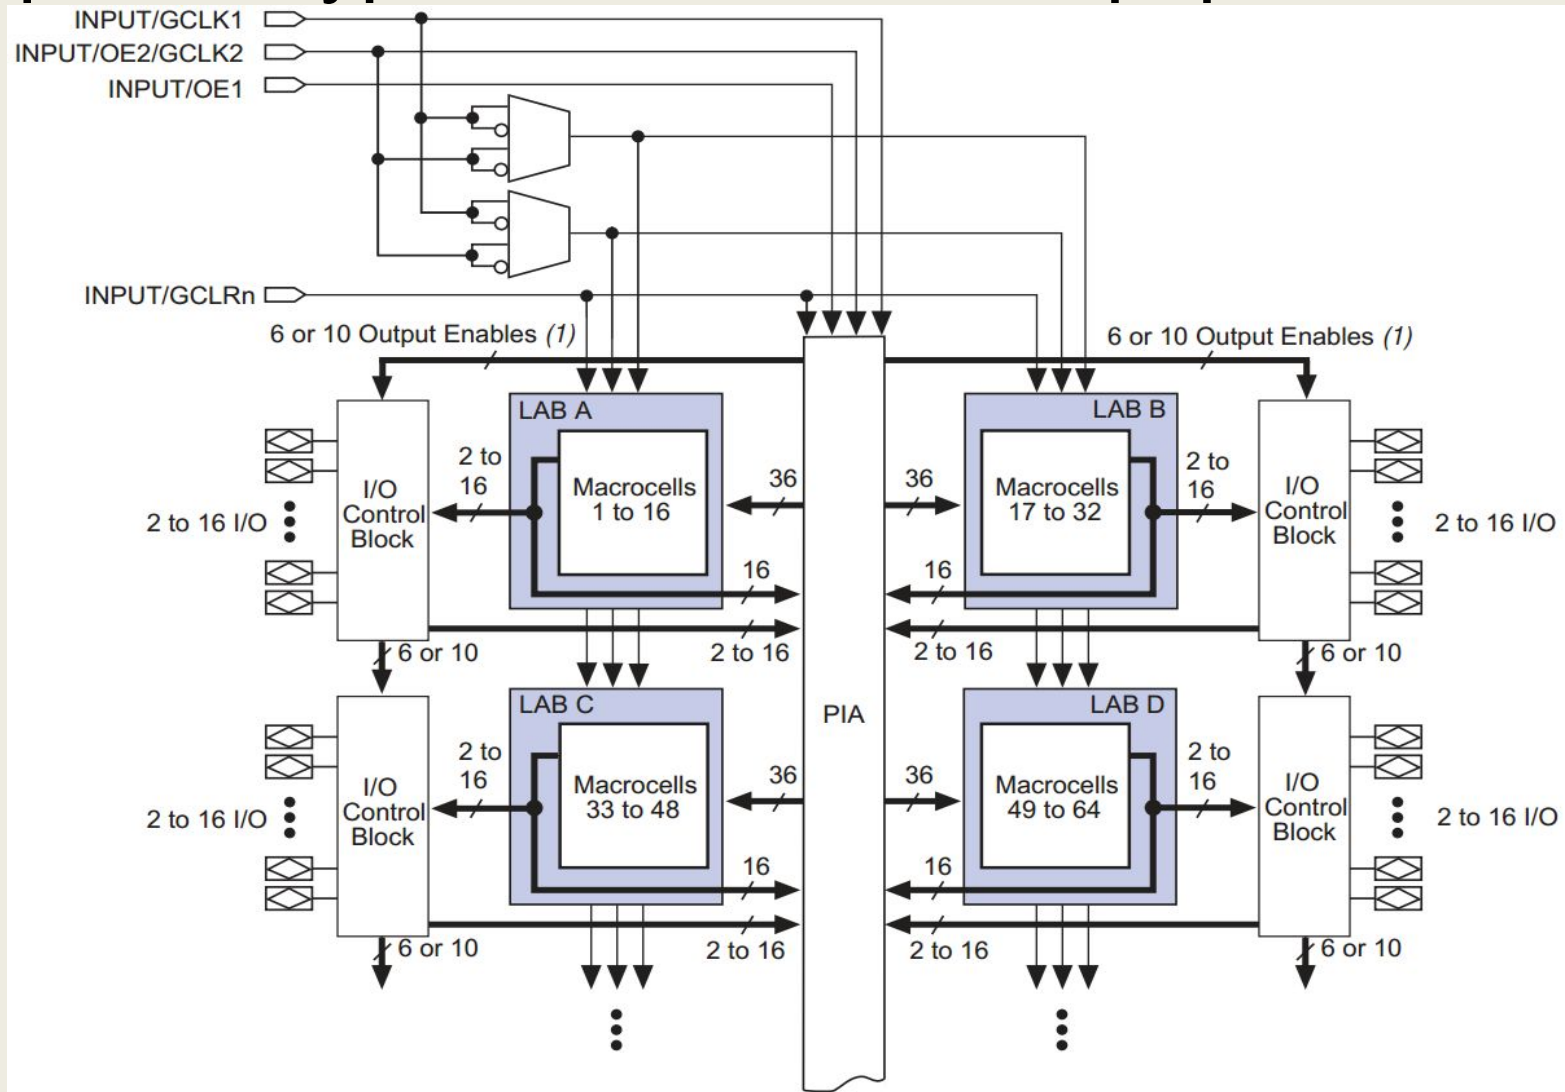 INPUT/GCLK1
INPUT/OE2/GCLK2
INPUT/OE1
INPUT/GCLRn
6 or 10 Output Enables (1)
6 or 10 Output Enables (1)
LAB A
LAB B
2 to
16
Macrocells
1 to 16
36
36
Macrocells
17 to 32
2 to
16
I/O
Control
Block
I/O
Control
Block
2 to 16 I/O
2 to 16 I/O
16
16
6 or 10
2 to 16
2 to 16
6 or 10
LAB C
PIA
LAB D
2 to
16
Macrocells
33 to 48
36
36
Macrocells
49 to 64
2 to
16
I/O
Control
Block
I/O
Control
Block
2 to 16 I/O
2 to 16 I/O
16
16
6 or 10
2 to 16
2 to 16
6 or 10